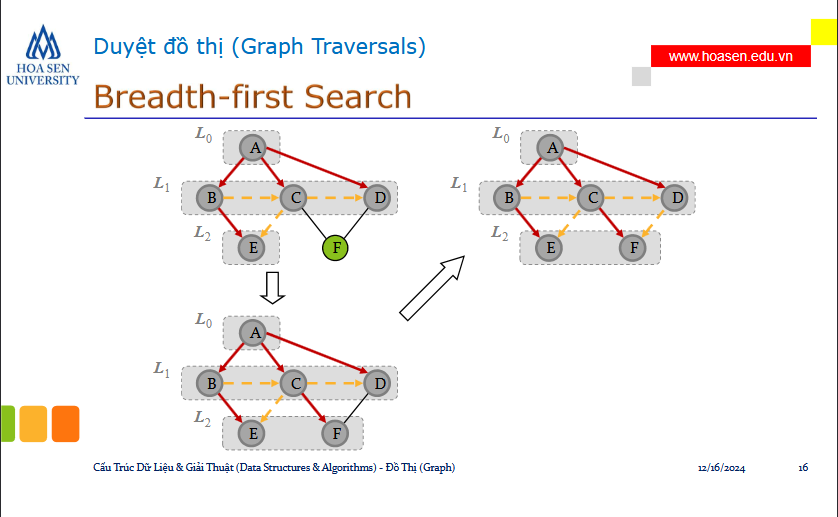 HOA SEN
UNIVERSITY
Duyệt đồ thị (Graph Traversals)
www.hoasen.edu.vn
Breadth-first Search
L0
A
L1
B C D
L2
E F
L0
A
L1
B C D
L2
E F
L0
A
L1
B C D
L2
E F
Cấu Trúc Dữ Liệu & Giải Thuật (Data Structures & Algorithms) - Đồ Thị (Graph)
12/16/2024
16